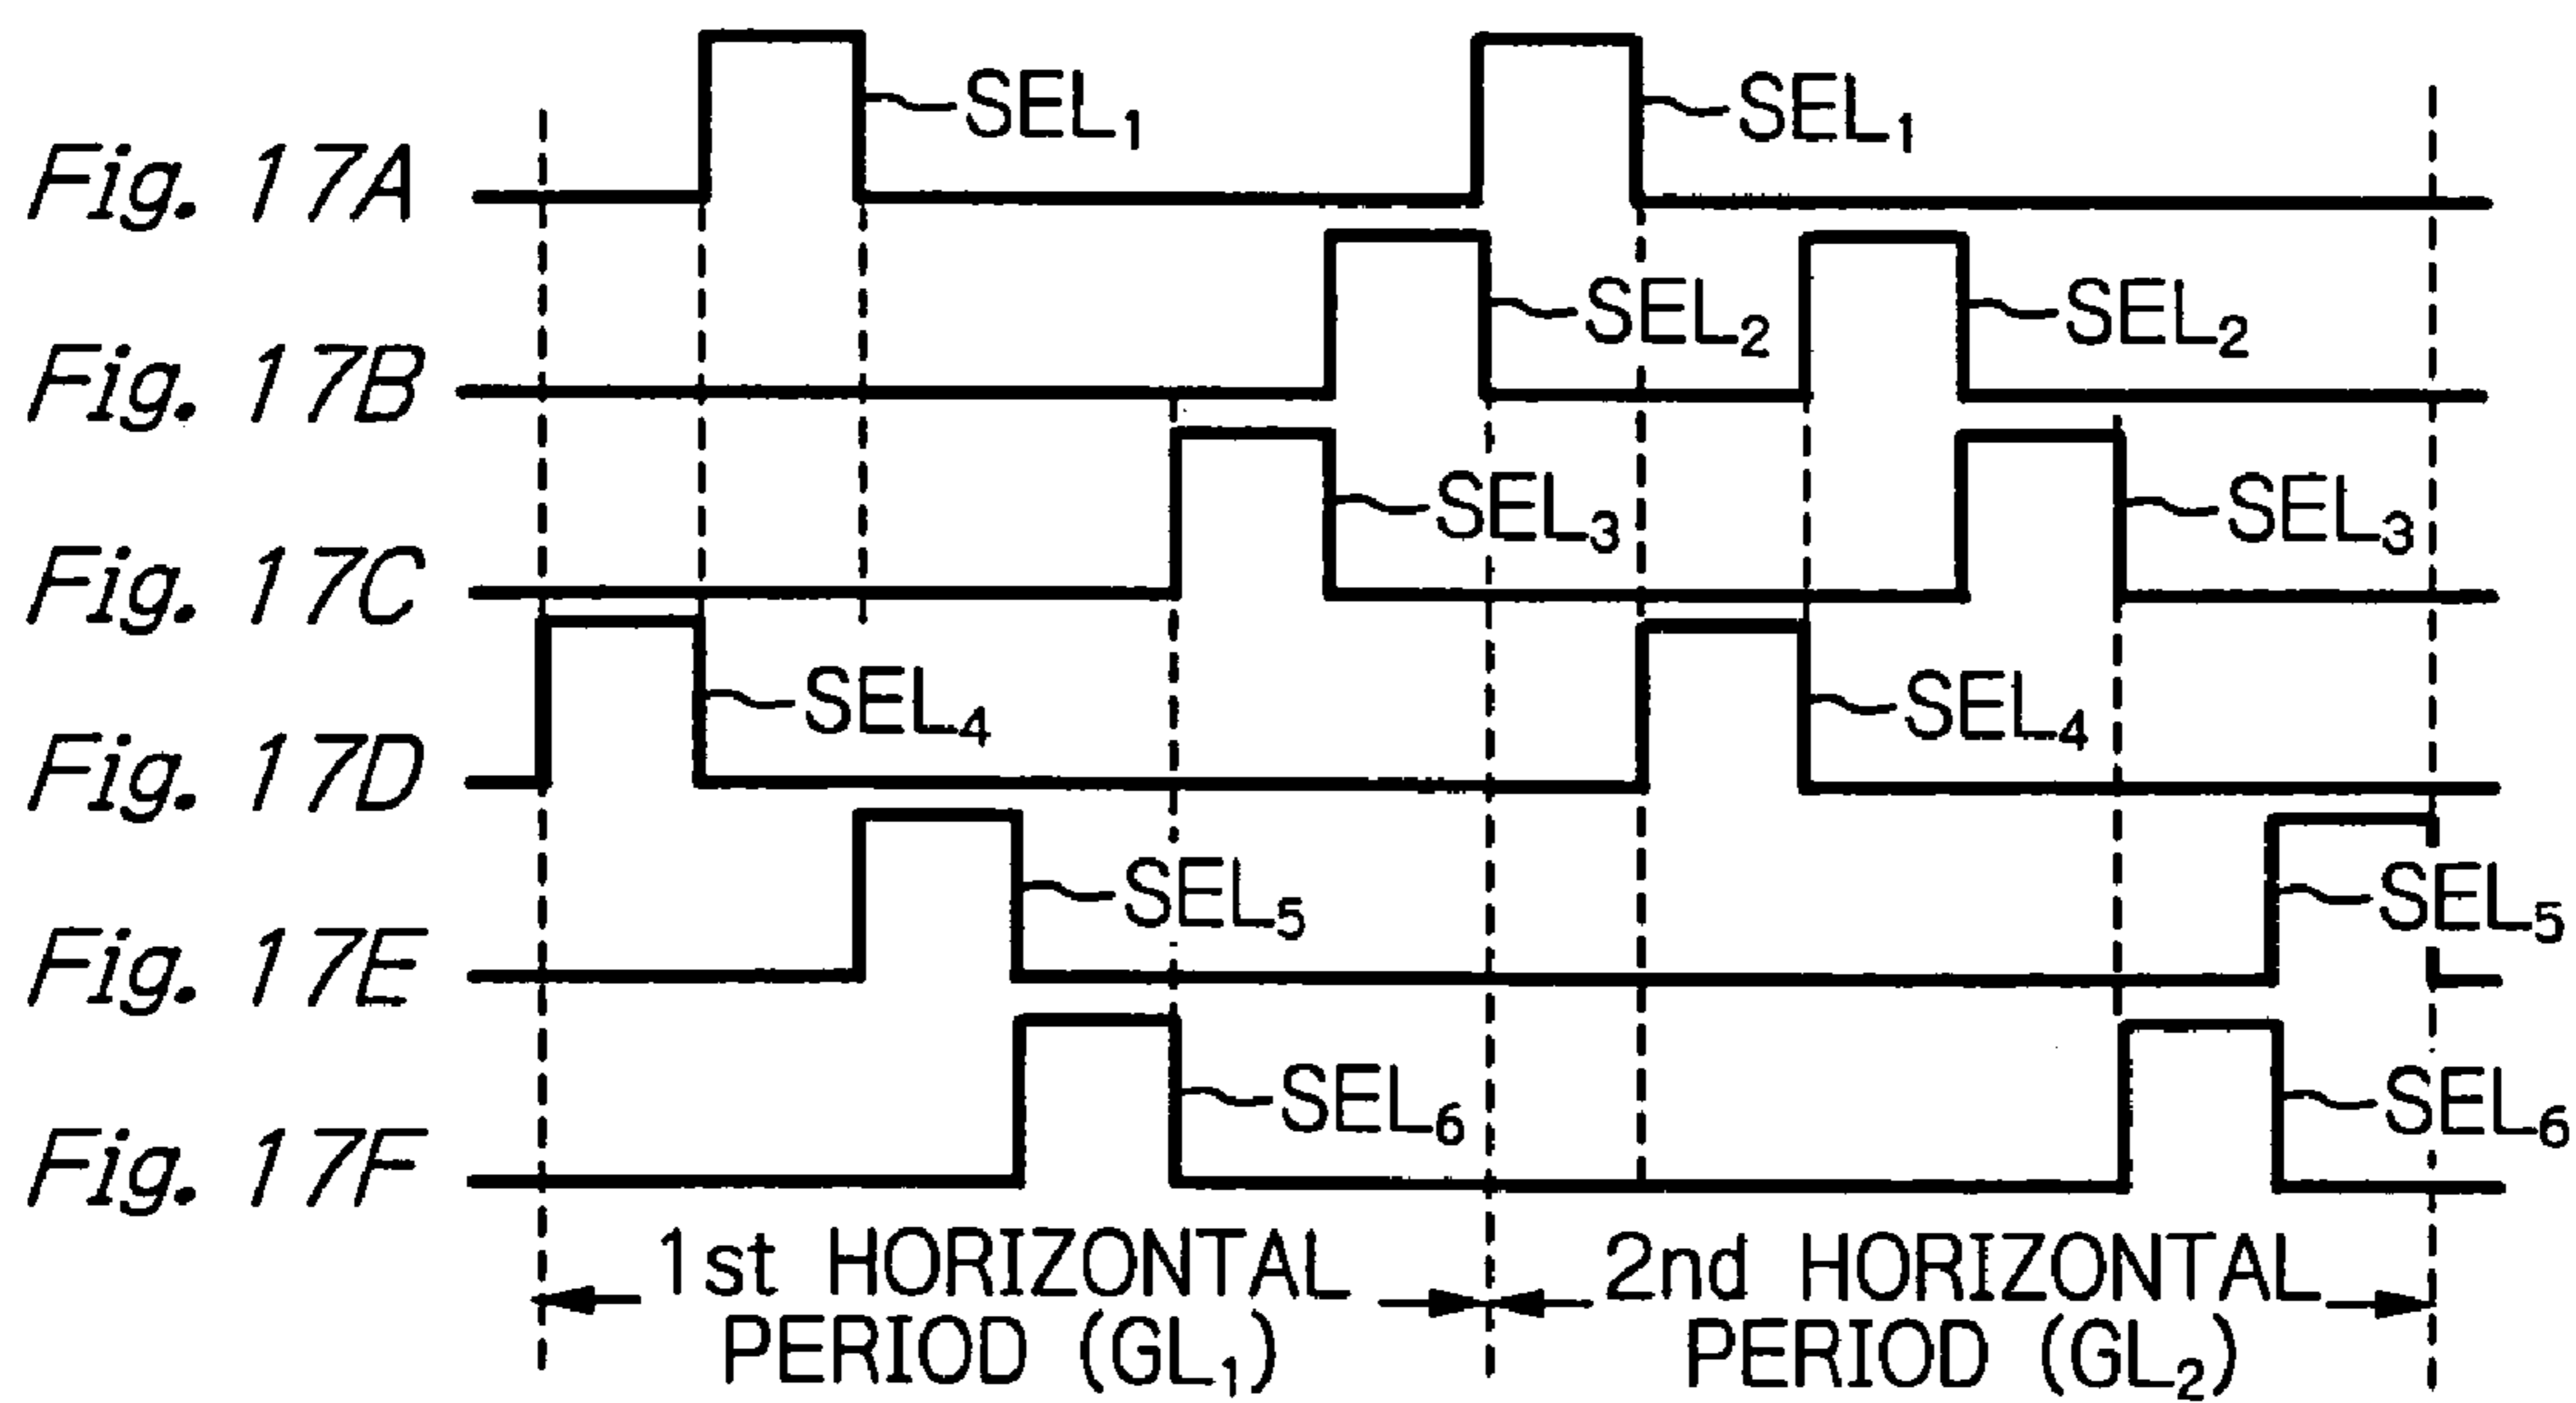 Fig. 17A SEL1 SEL1
Fig. 17B SEL2 SEL2
Fig. 17C SEL3 SEL3
Fig. 17D SEL4 SEL4
Fig. 17E SEL5 SEL5
Fig. 17F SEL6 SEL6
1st HORIZONTAL
PERIOD (GL1)
2nd HORIZONTAL
PERIOD (GL2)